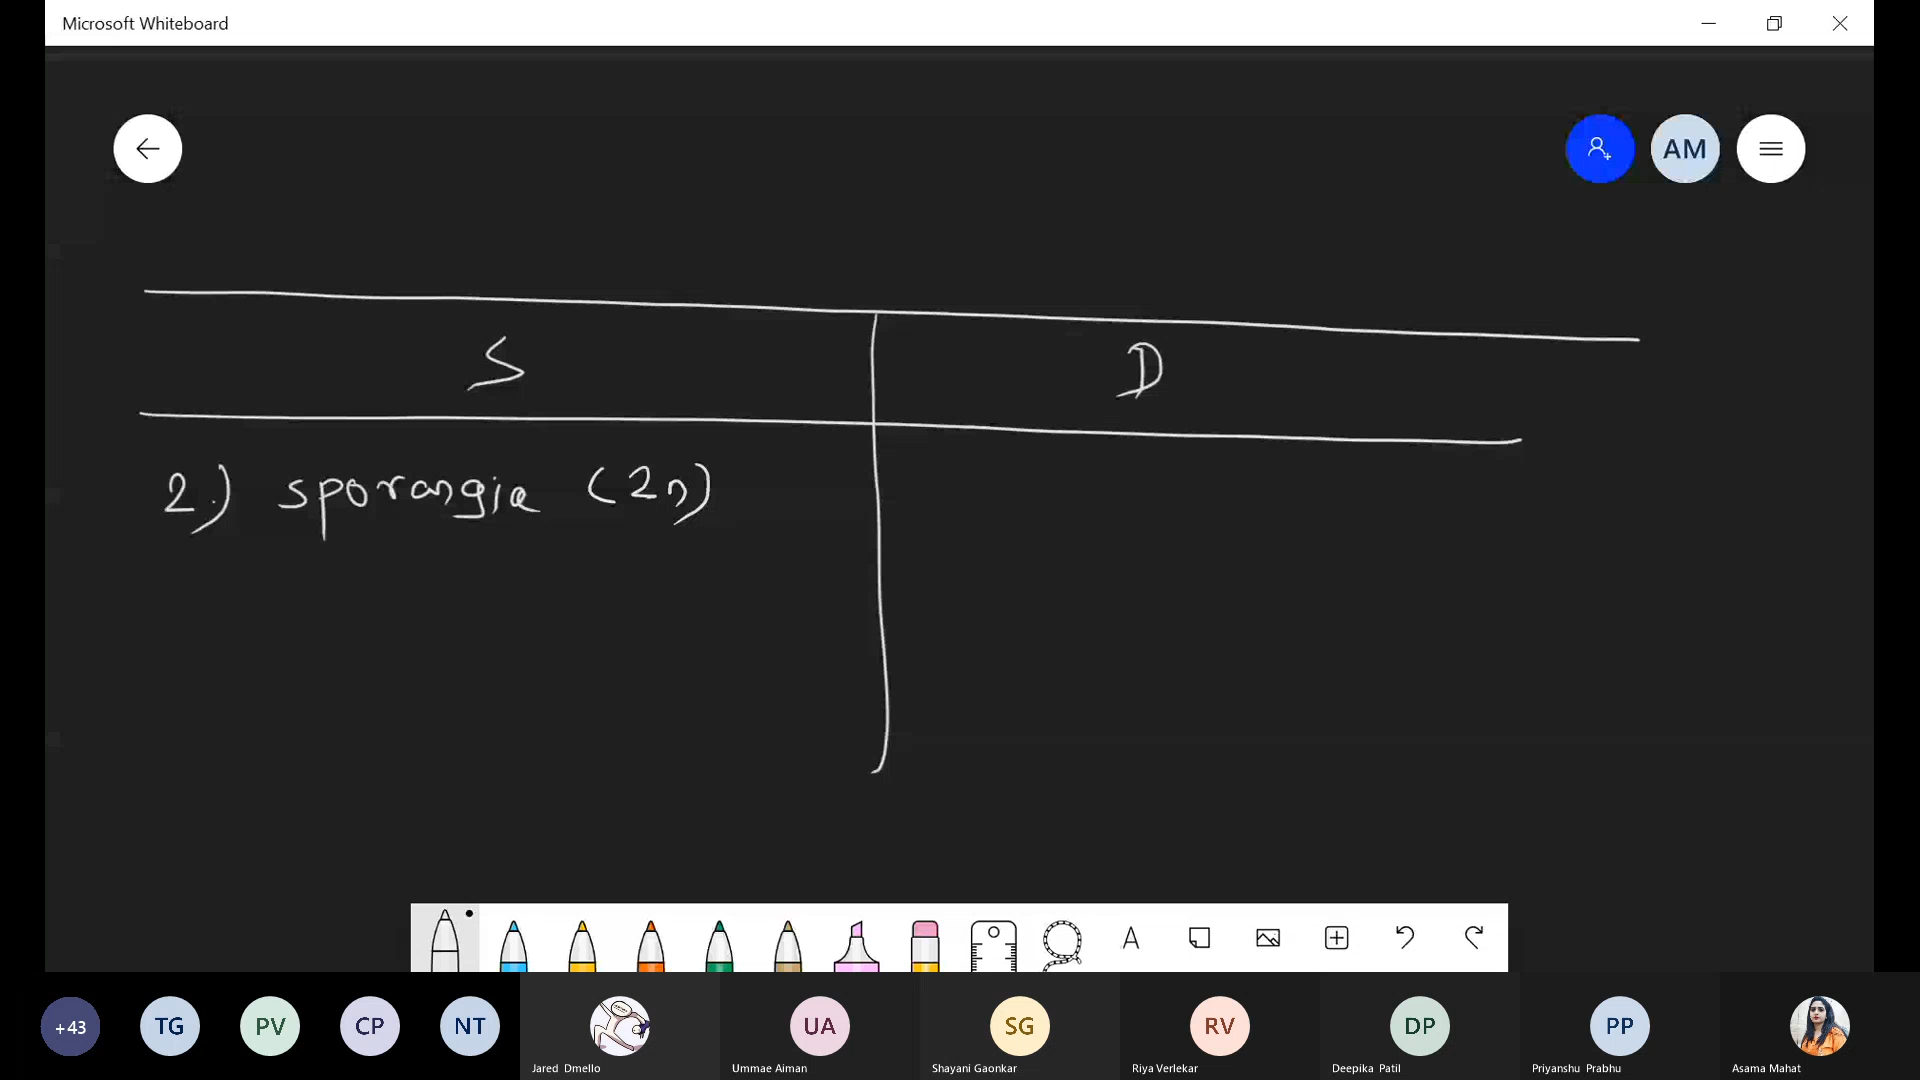 Microsoft Whiteboard
AM
S
D
2.) sporangia (2n)
A
+43
TG
PV
CP
NT
UA
SG
RV
DP
PP
Jared Dmello
Ummae Aiman
Shayani Gaonkar
Riya Verlekar
Deepika Patil
Priyanshu Prabhu
Asama Mahat